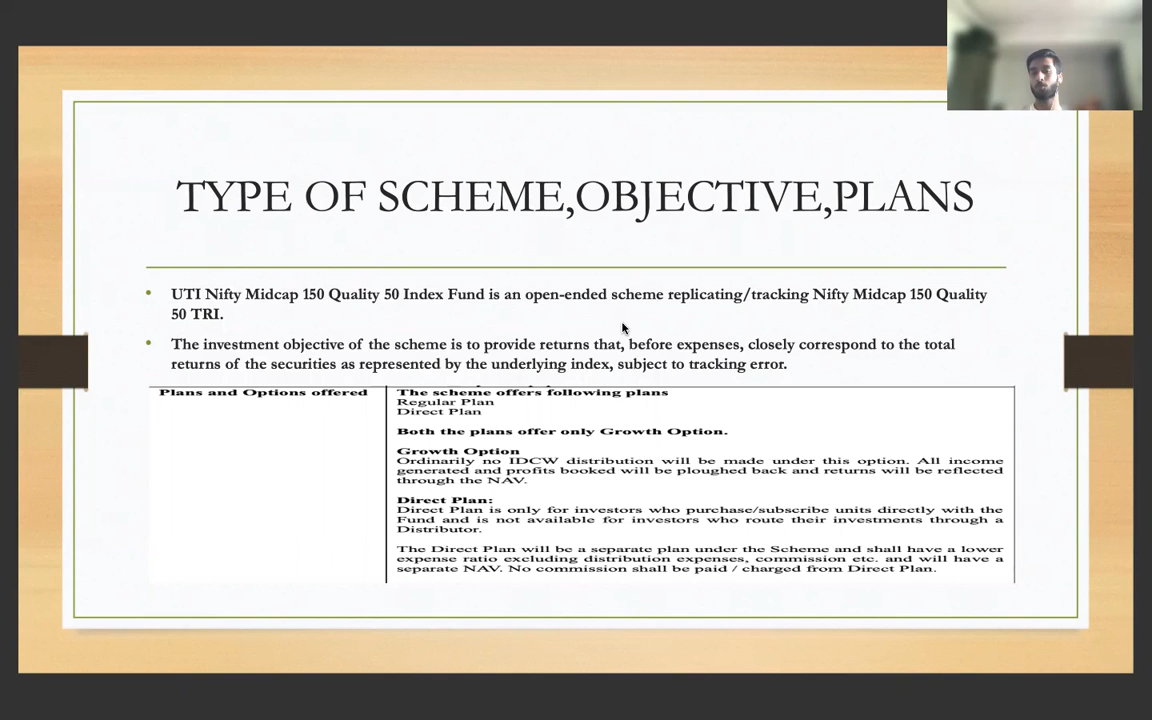 TYPE OF SCHEME,OBJECTIVE,PLANS
• UTI Nifty Midcap 150 Quality 50 Index Fund is an open-ended scheme replicating/tracking Nifty Midcap 150 Quality
50 TRI.
• The investment objective of the scheme is to provide returns that, before expenses, closely correspond to the total
returns of the securities as represented by the underlying index, subject to tracking error.
Plans and Options offered
The scheme offers following plans
Regular Plan
Direct Plan
Both the plans offer only Growth Option.
Growth Option
Ordinarily no IDCW distribution will be made under this option. All income
generated and profits booked will be ploughed back and returns will be reflected
through the NAV.
Direct Plan:
Direct Plan is only for investors who purchase/subscribe units directly with the
Fund and is not available for investors who route their investments through a
Distributor.
The Direct Plan will be a separate plan under the Scheme and shall have a lower
expense ratio excluding distribution expenses, commission etc. and will have a
separate NAV. No commission shall be paid / charged from Direct Plan.